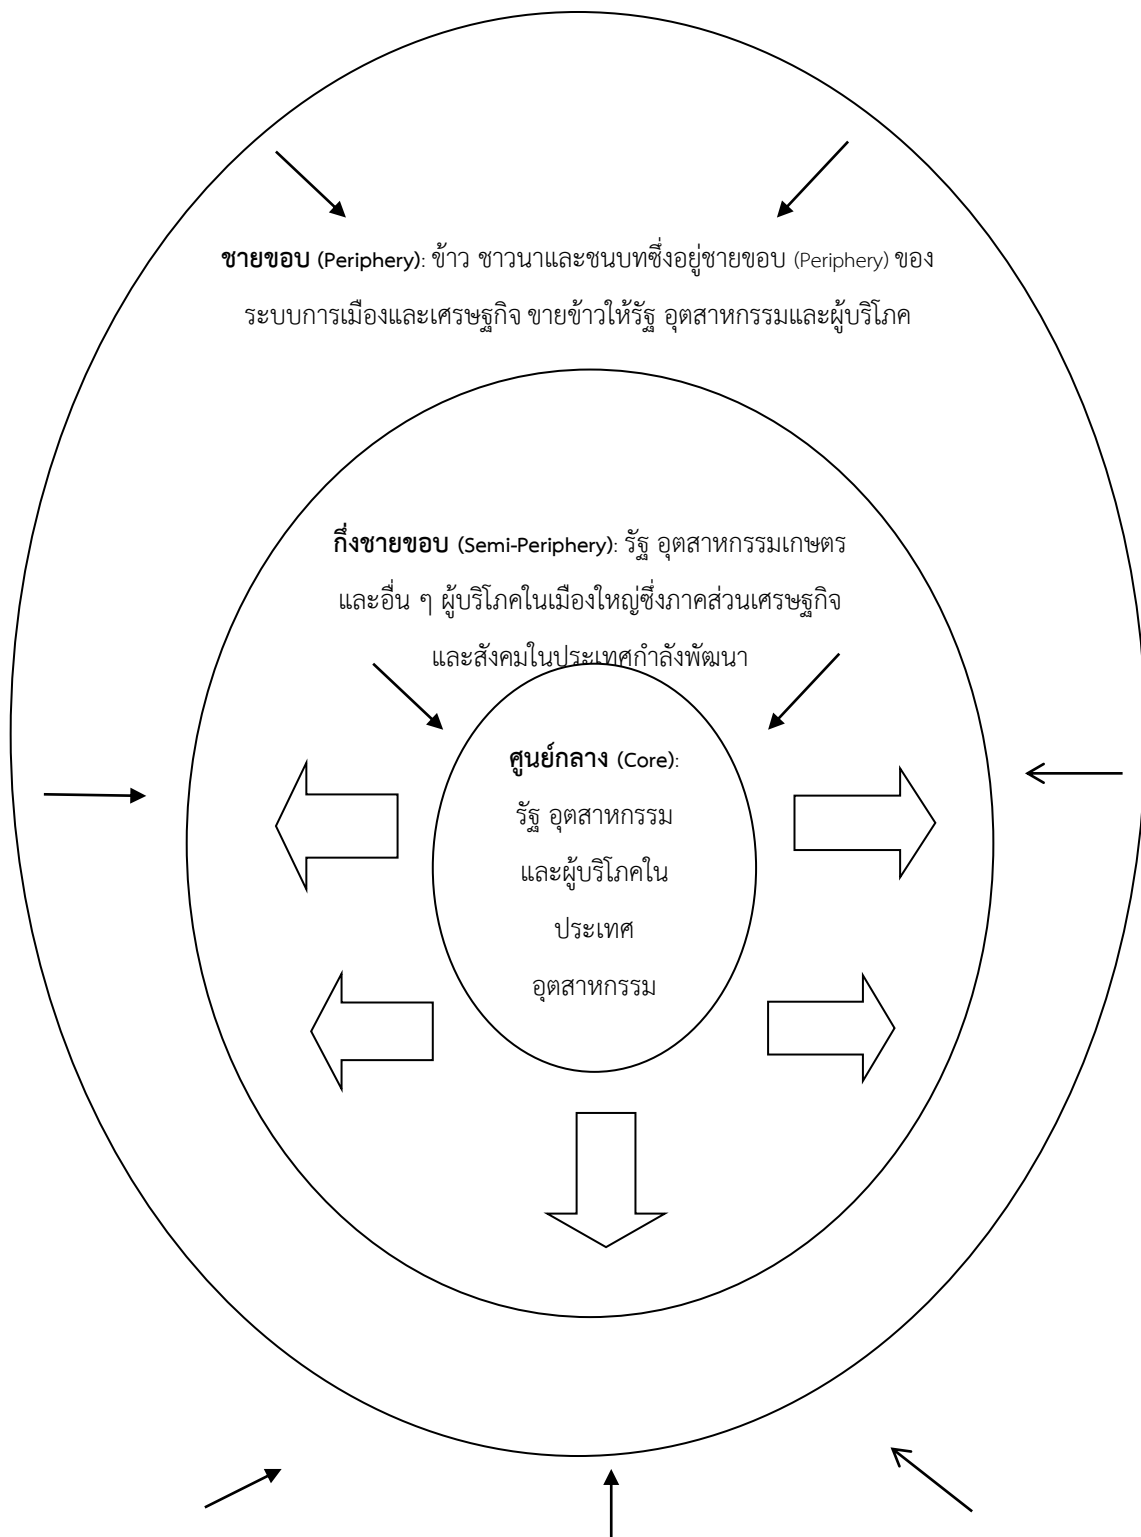 ชายขอบ (Periphery): ข้าว ชาวนาและชนบทซึ่งอยู่ชายขอบ (Periphery) ของ
ระบบการเมืองและเศรษฐกิจ ขายข้าวให้รัฐ อุตสาหกรรมและผู้บริโภค
กึ่งชายขอบ (Semi-Periphery): รัฐ อุตสาหกรรมเกษตร
และอื่น ๆ ผู้บริโภคในเมืองใหญ่ซึ่งภาคส่วนเศรษฐกิจ
และสังคมในประเทศกำลังพัฒนา
ศูนย์กลาง (Core):
รัฐ อุตสาหกรรม
และผู้บริโภคใน
ประเทศ
อุตสาหกรรม